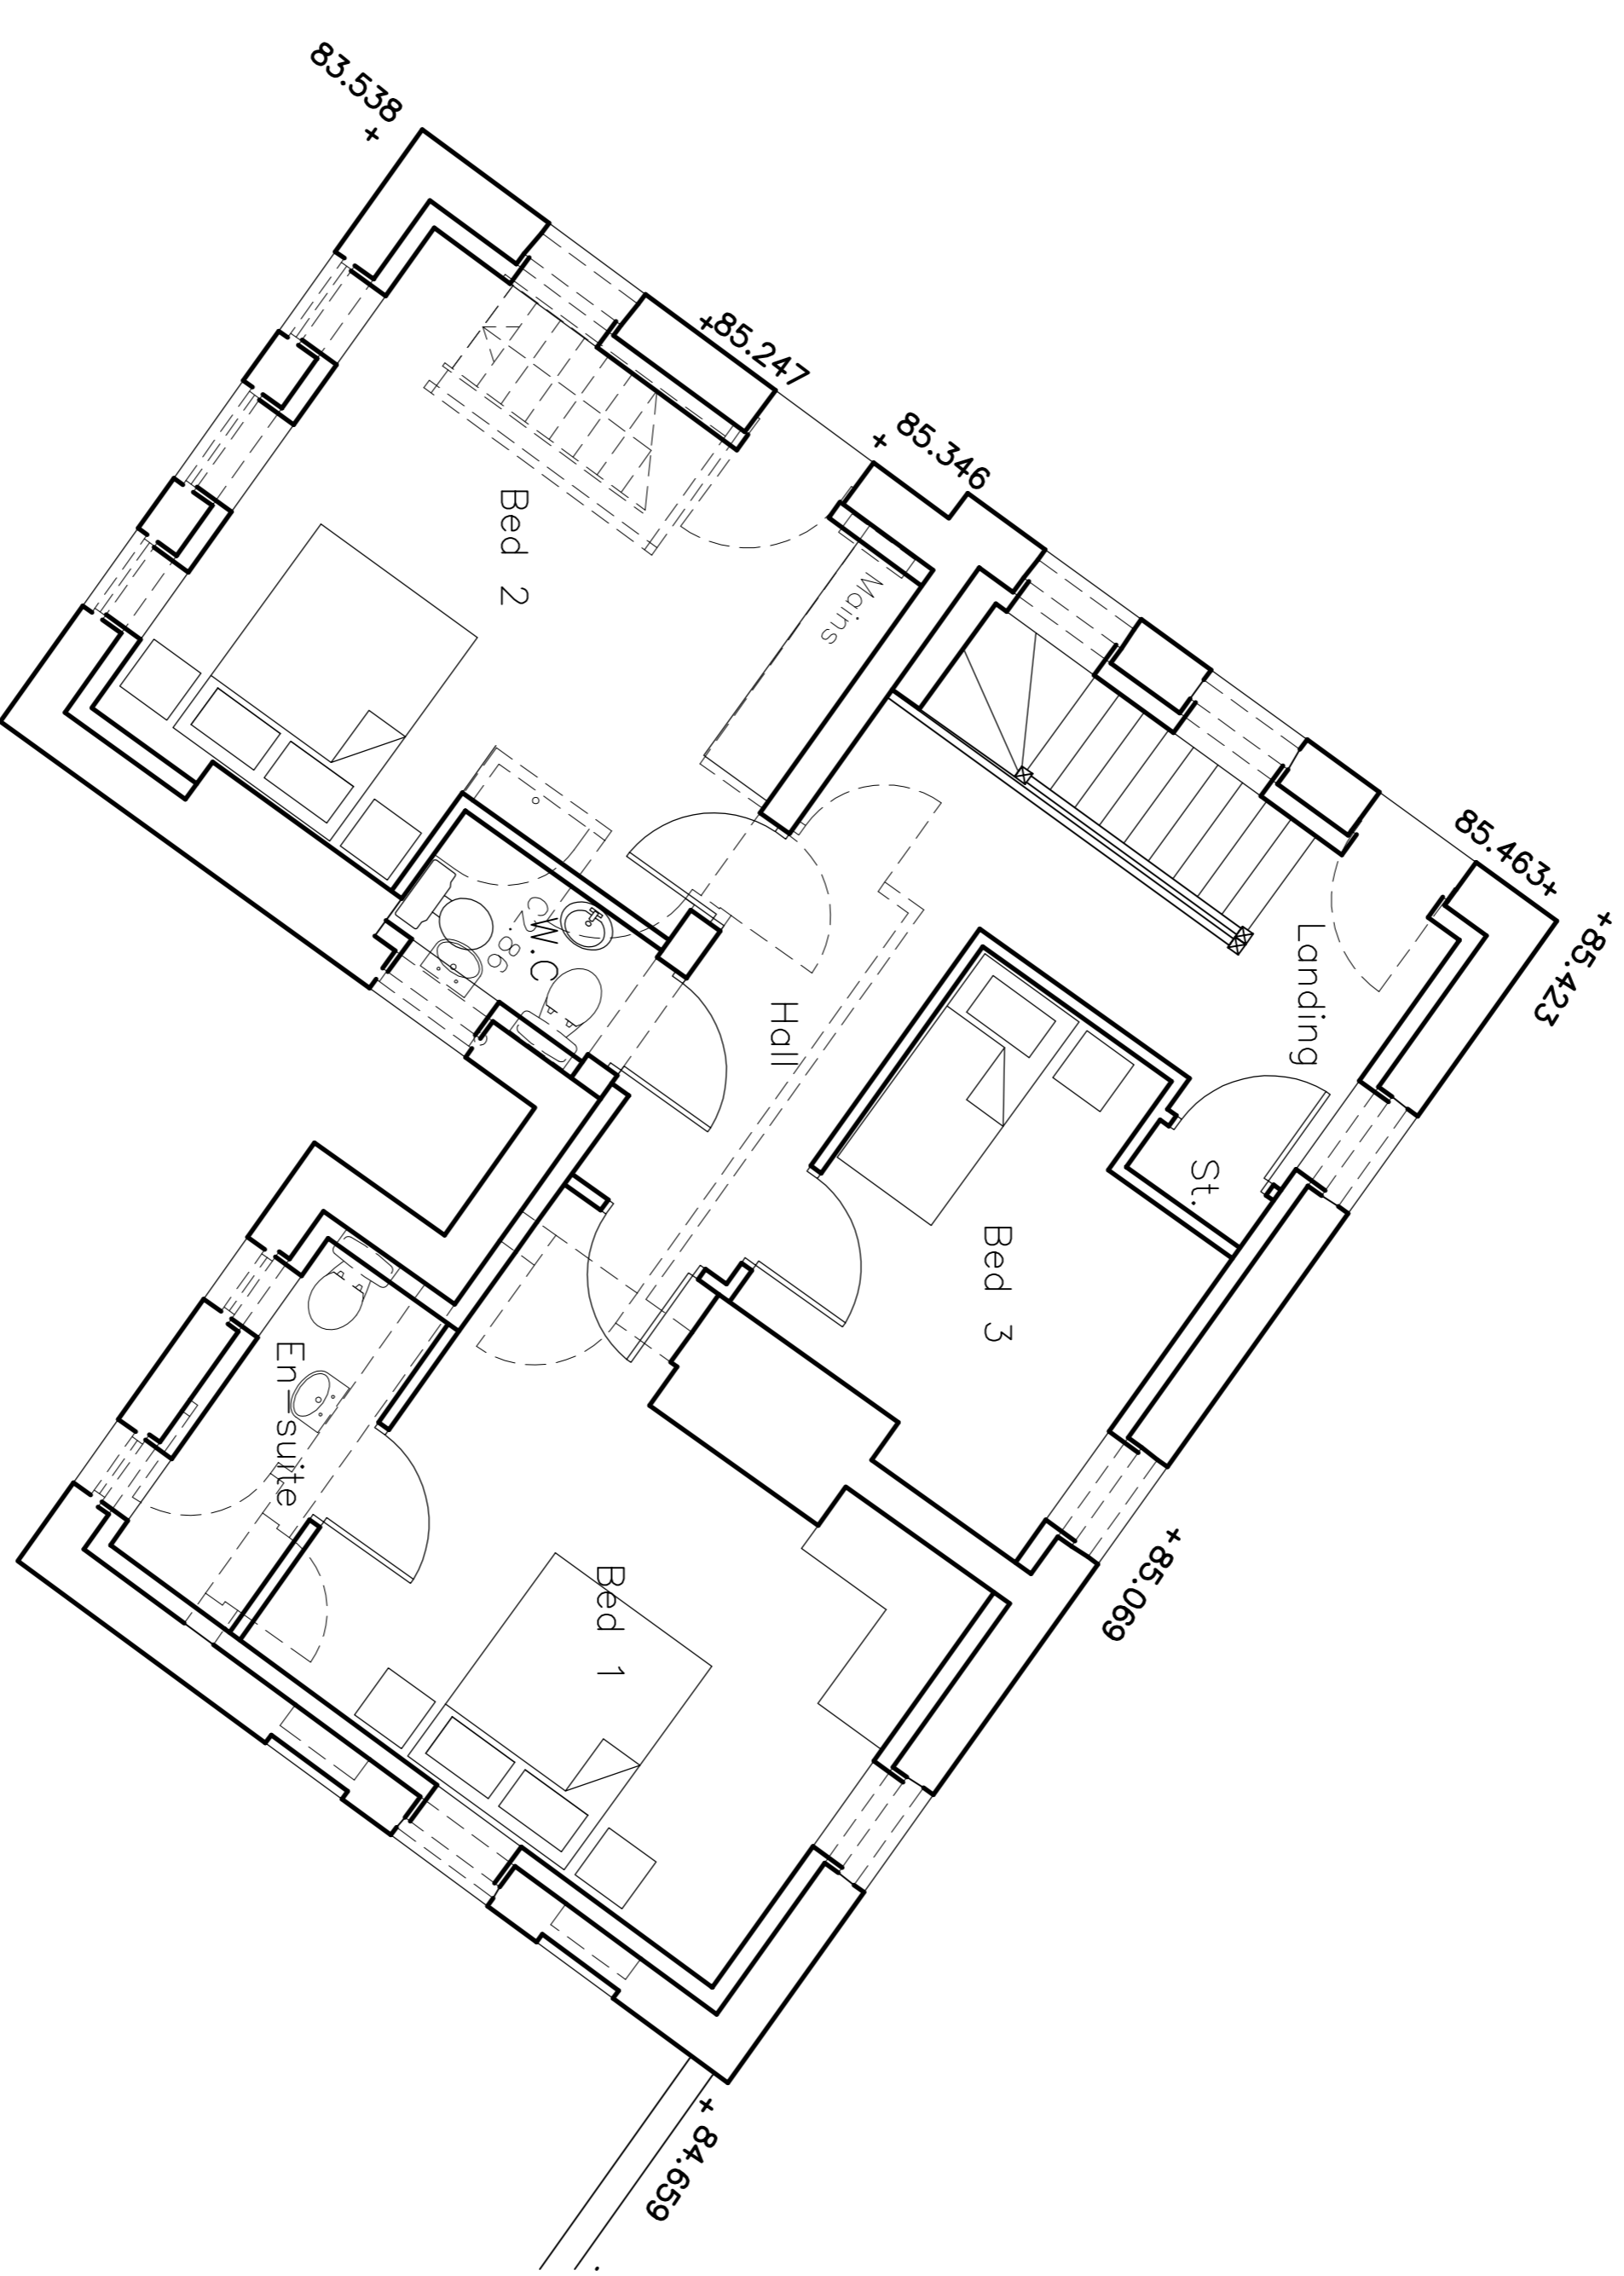 83.538
+
+85.247
85.346
+
85.463+
+85.423
Bed 2
Mains
Landing
W.C
Hall
St.
Bed 3
En-suite
+85.069
Bed 1
+ 84.659